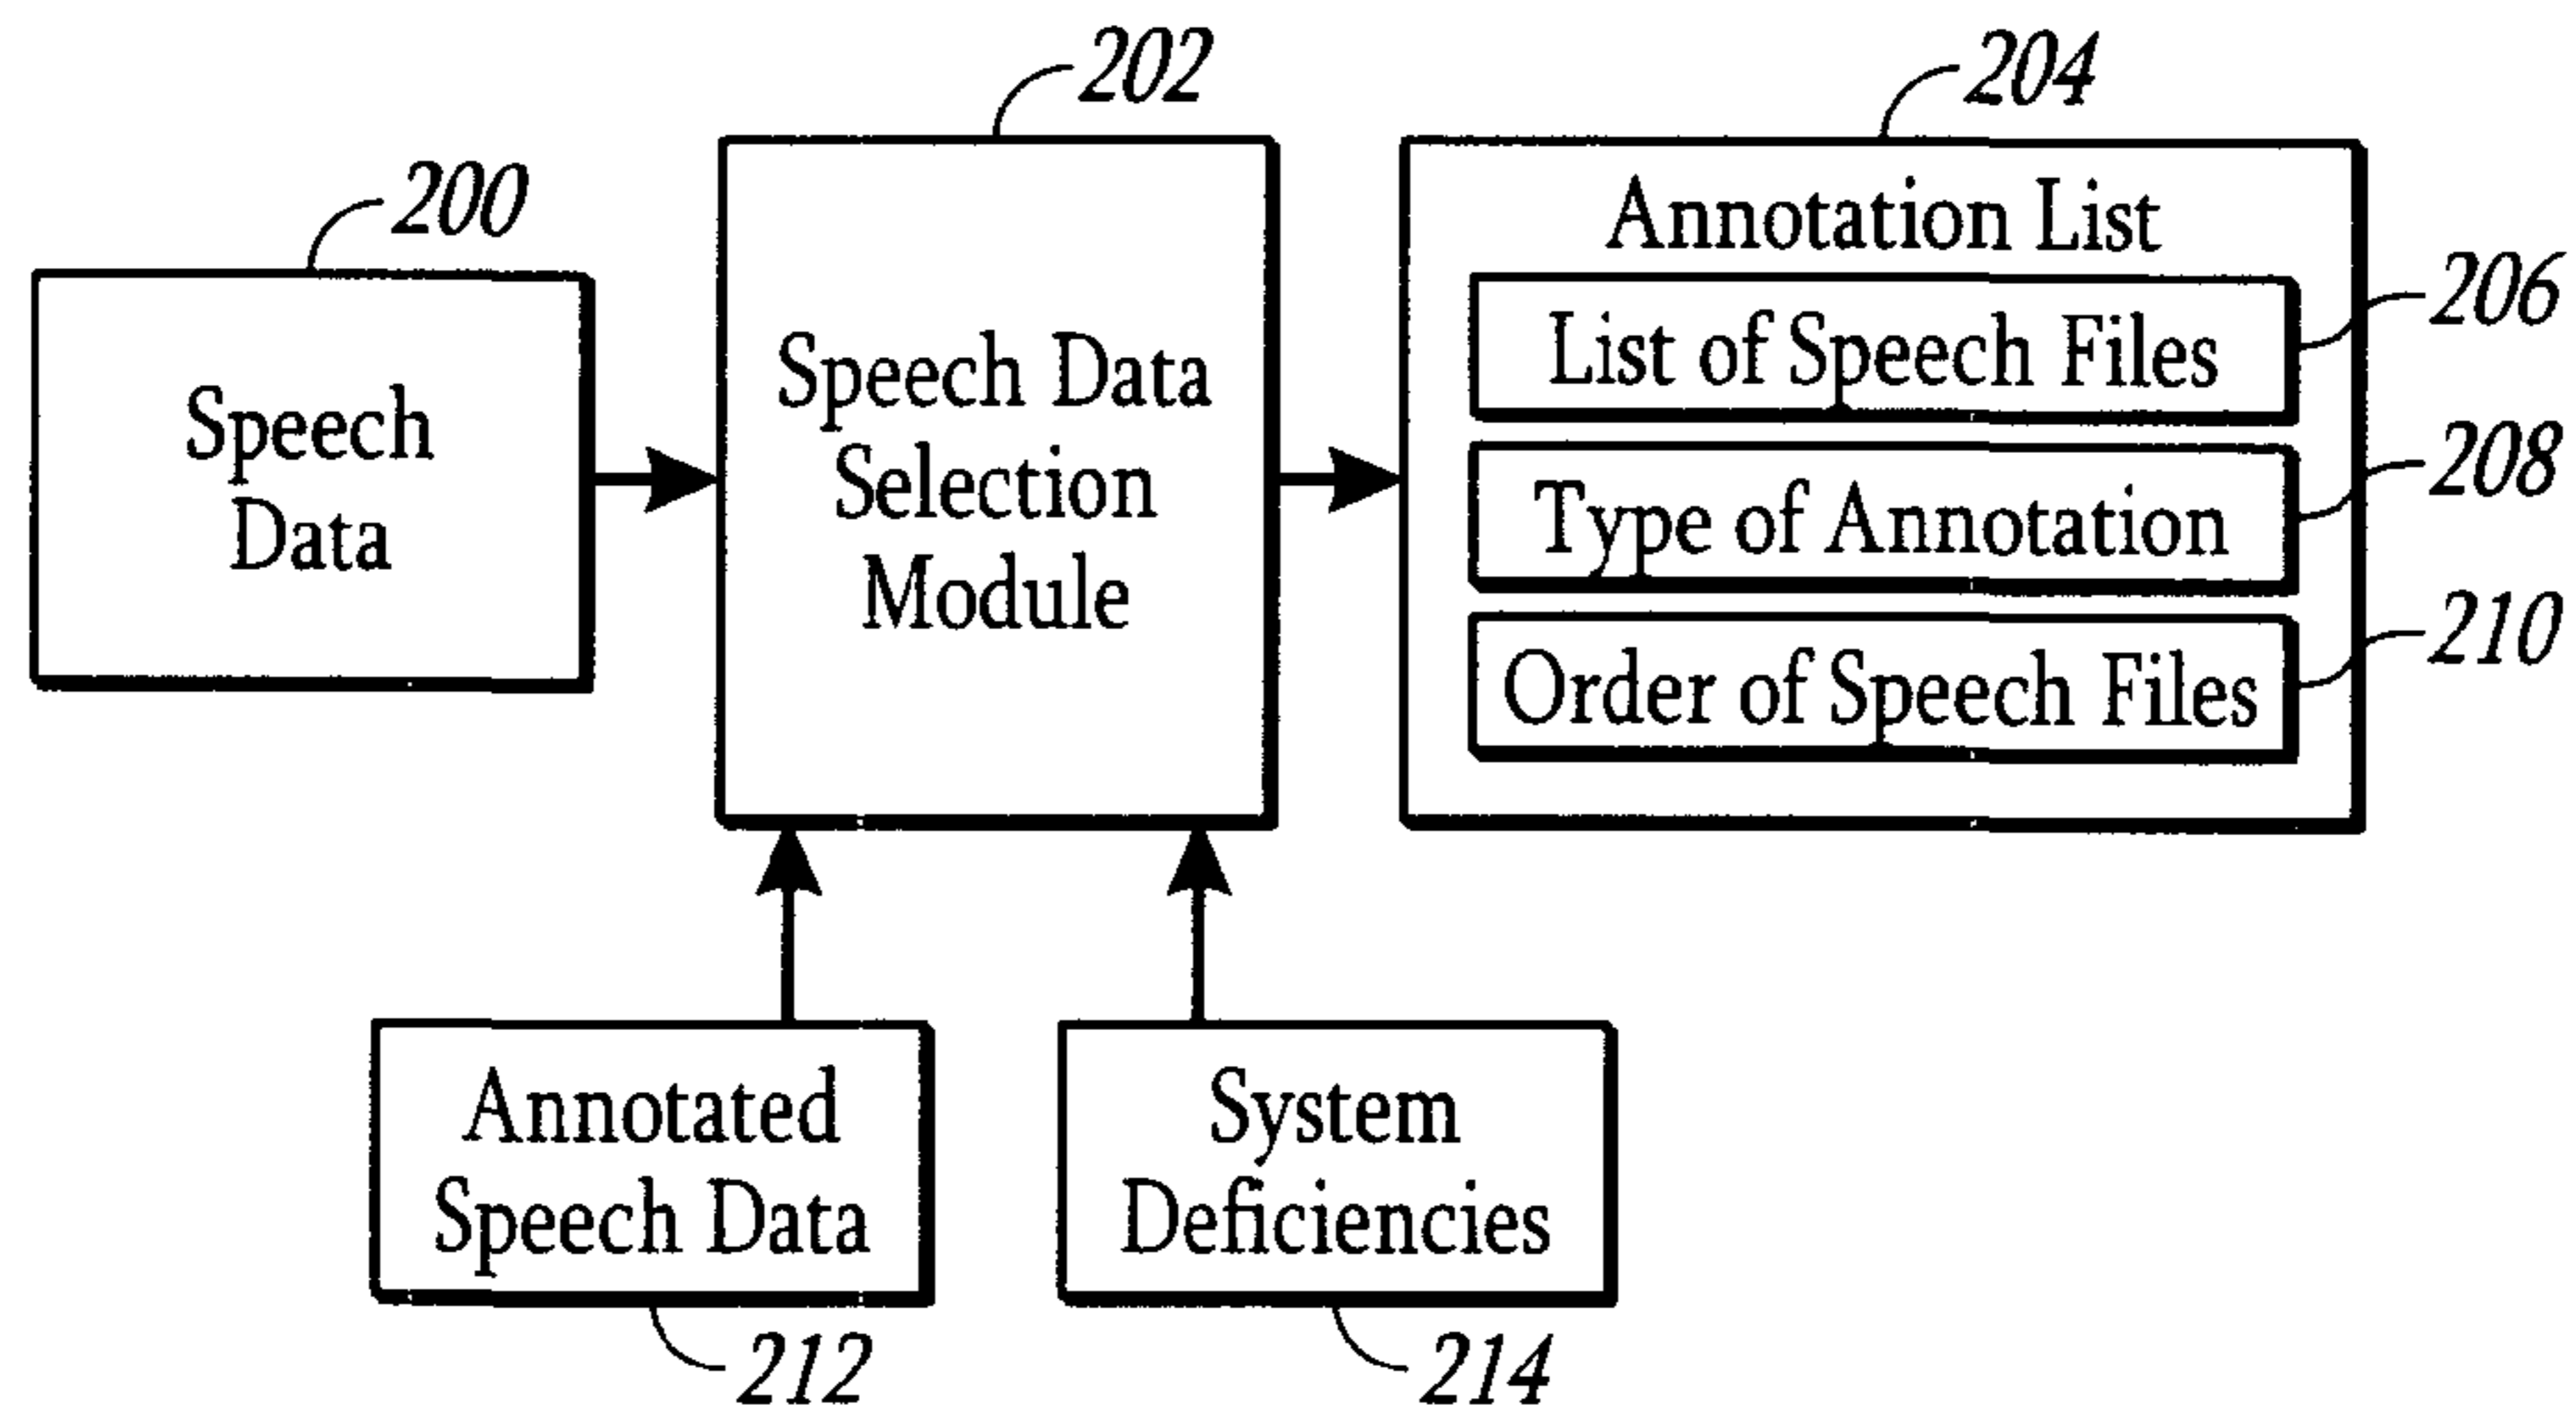 202
204
200
Annotation List
206
List of Speech Files
Speech Data
Selection
Module
Speech
Data
208
Type of Annotation
210
Order of Speech Files
Annotated
Speech Data
System
Deficiencies
212
214